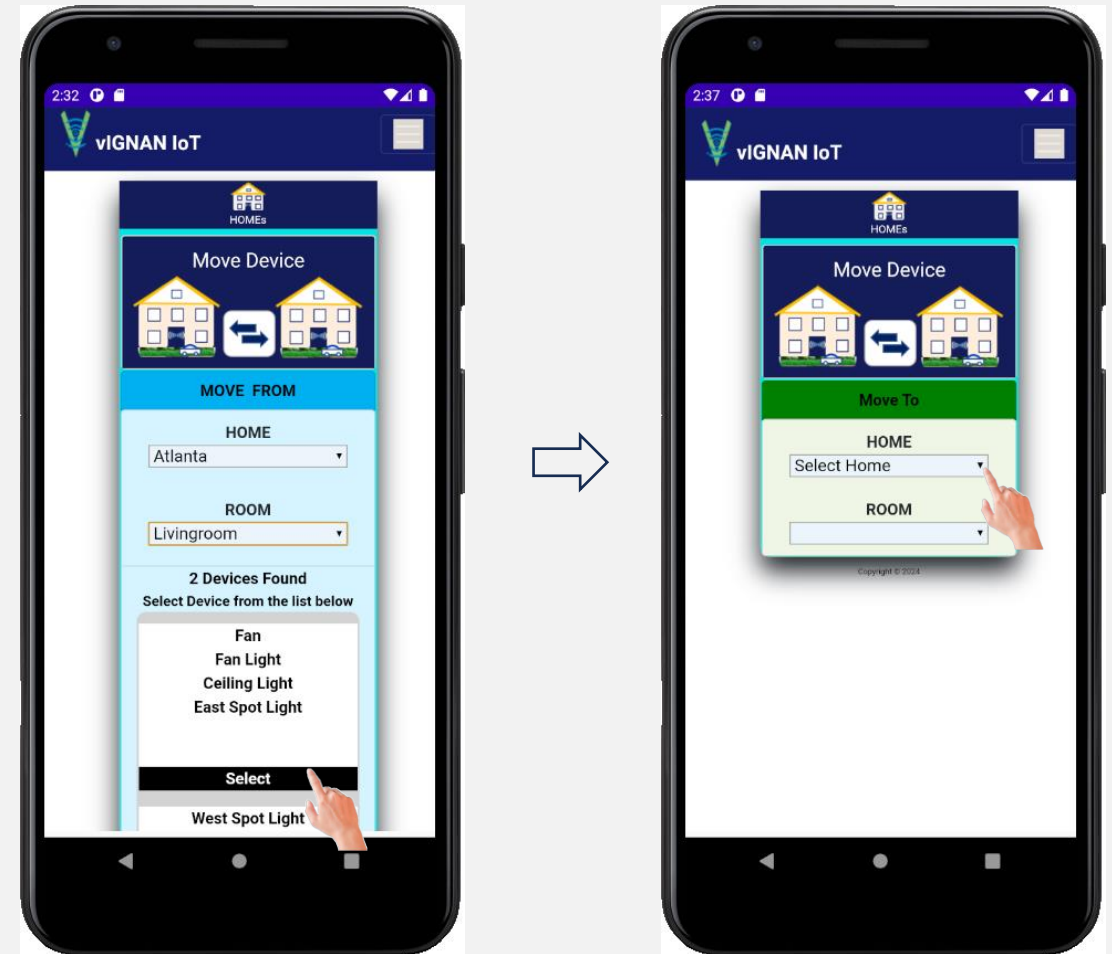 2:32
vIGNAN IoT
HOMEs
Move Device
MOVE FROM
HOME
Atlanta
ROOM
Livingroom
2 Devices Found
Select Device from the list below
Fan
Fan Light
Ceiling Light
East Spot Light
Select
West Spot Light
2:37
vIGNAN IoT
HOMEs
Move Device
Move To
HOME
Select Home
ROOM
Copyright © 2024